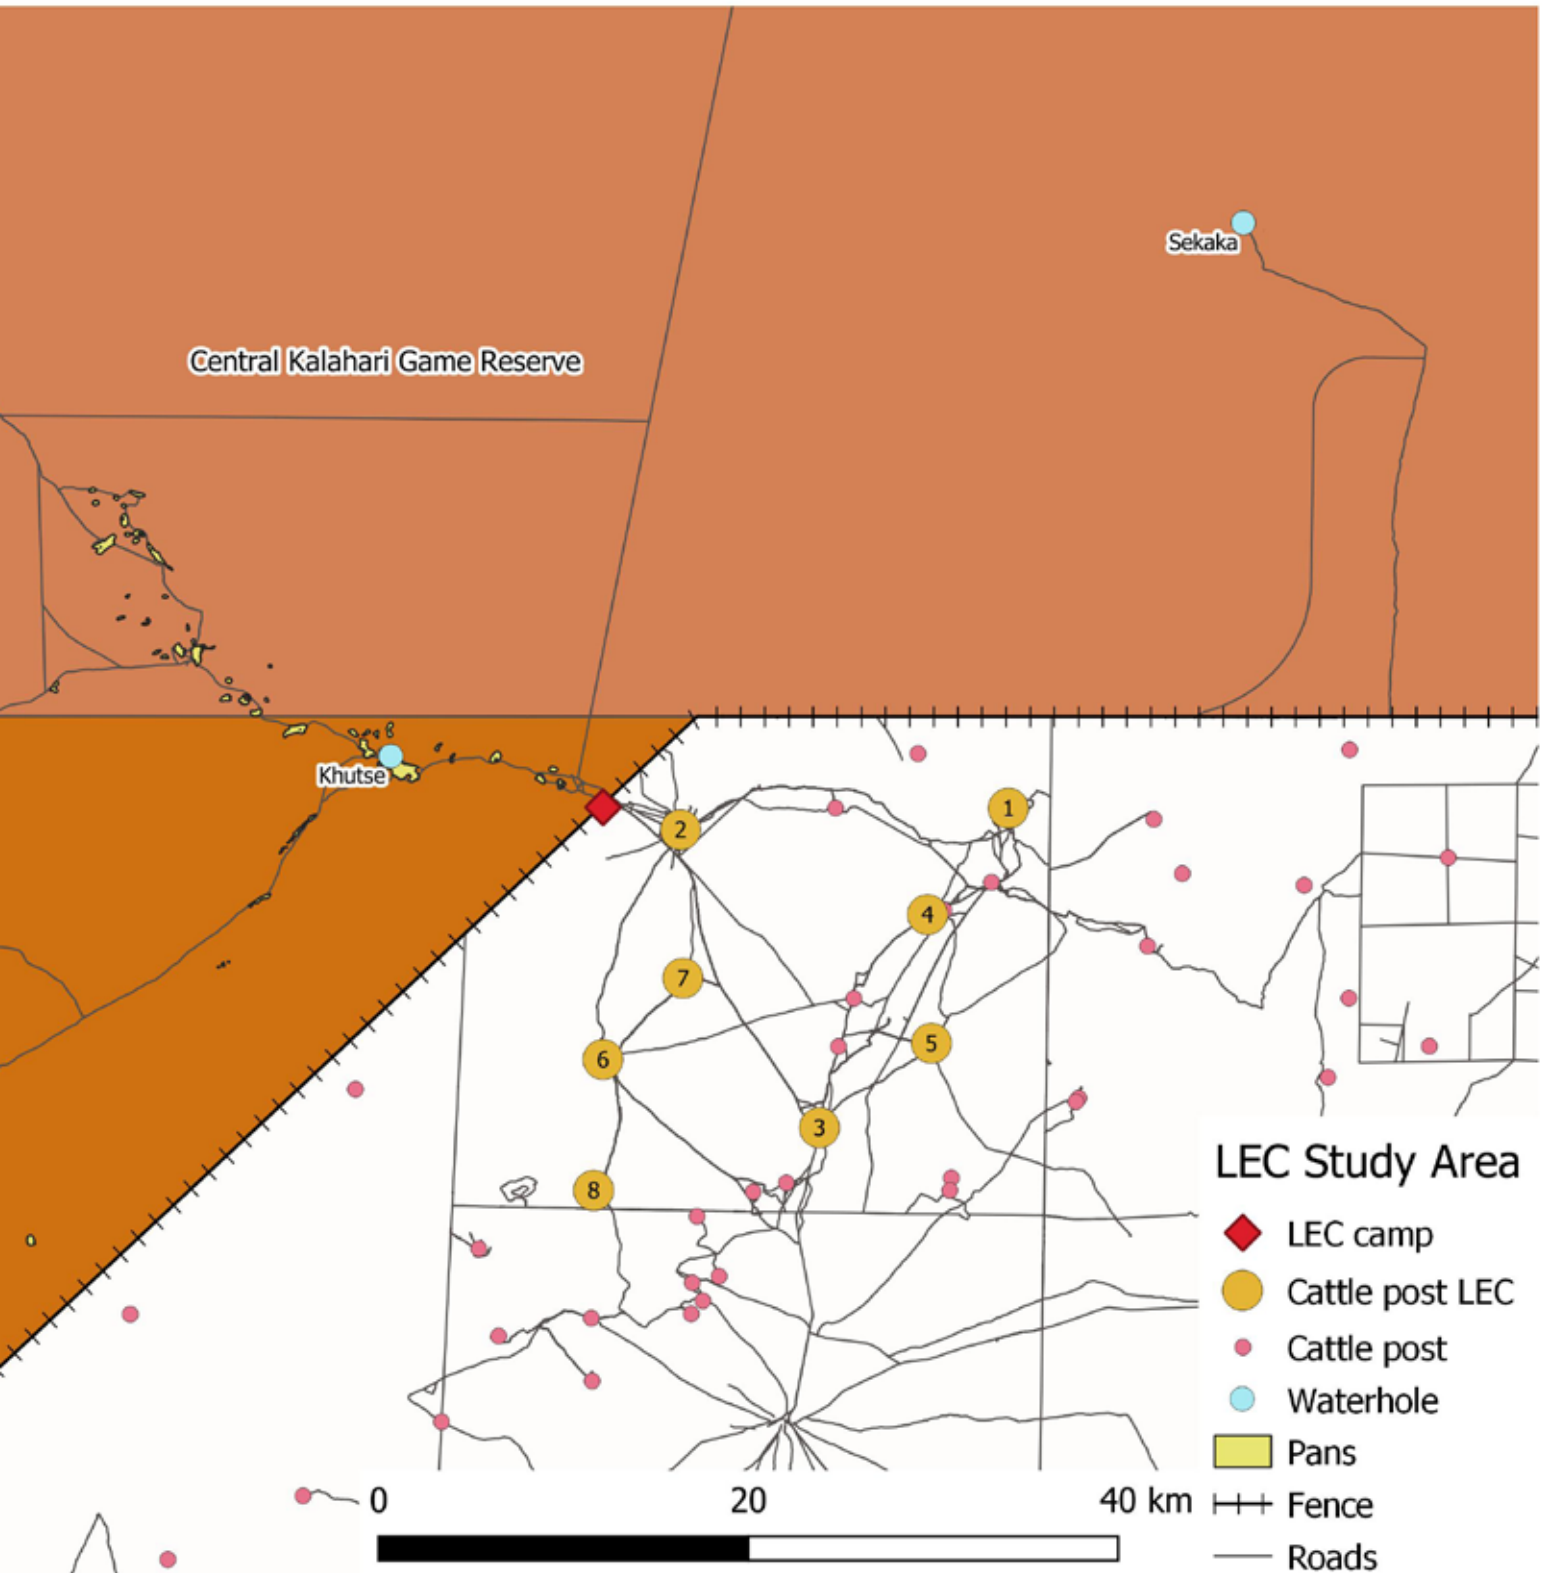 Sekaka
Central Kalahari Game Reserve
Khutse
1
2
4
7
5
6
3
8
LEC Study Area
LEC camp
Cattle post LEC
Cattle post
Waterhole
Pans
Fence
Roads
0 20 40 km